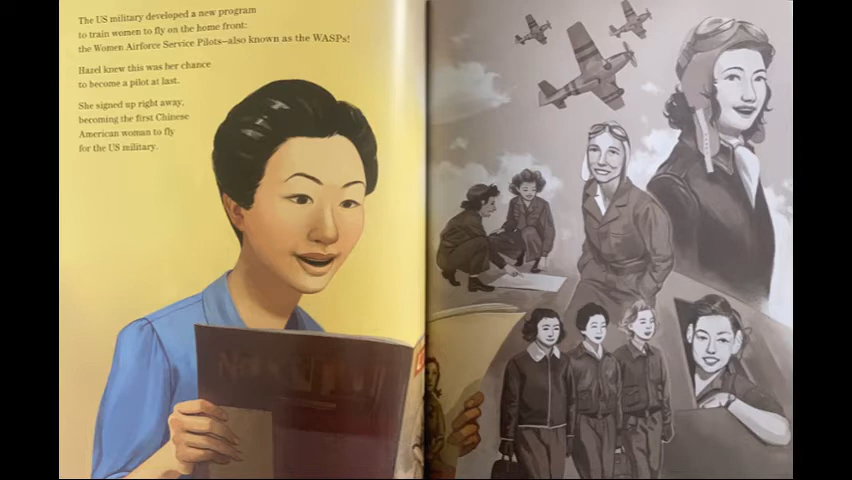 The US military developed a new program
to train women to fly on the home front:
the Women Airforce Service Pilots—also known as the WASPs!
Hazel knew this was her chance
to become a pilot at last.
She signed up right away,
becoming the first Chinese
American woman to fly
for the US military.